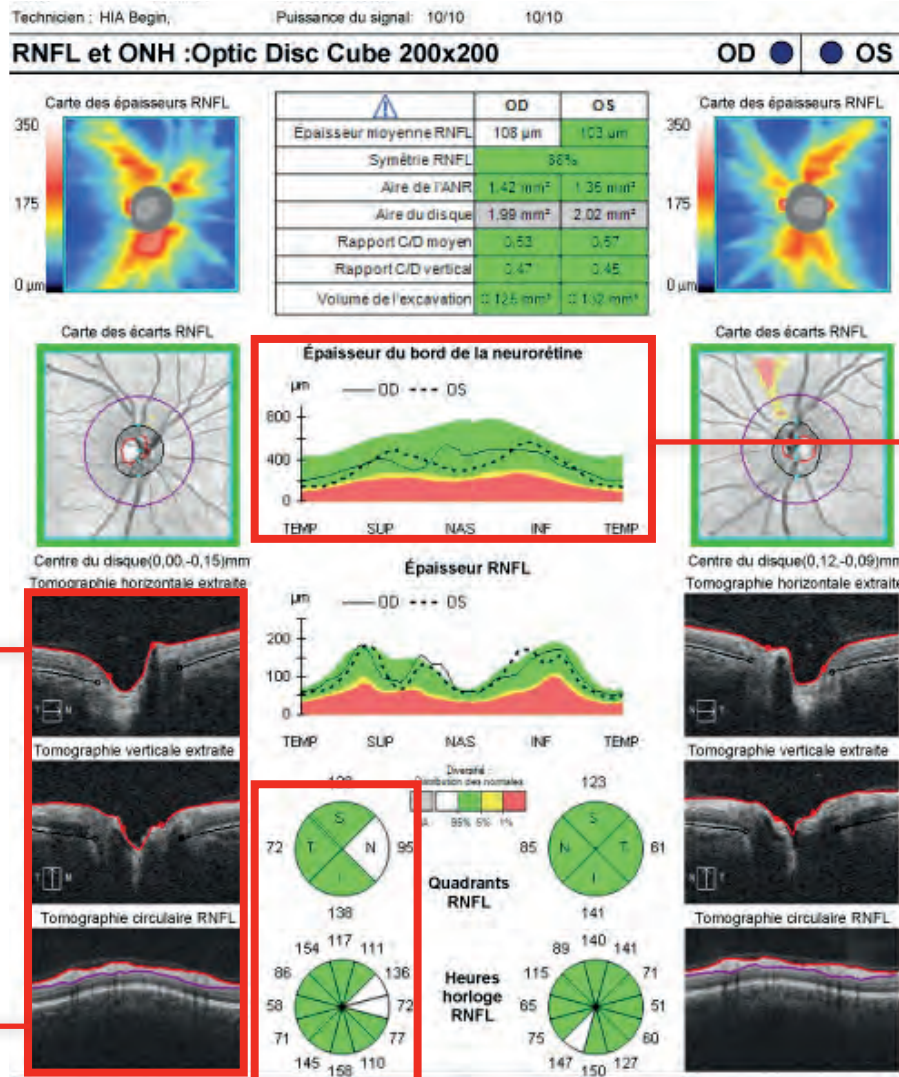 Technicien : HIA Begin, Puissance du signal: 10/10 10/10
RNFL et ONH :Optic Disc Cube 200x200 OD OS
Carte des épaisseurs RNFL
350
175
0 µm
OD OS
Epaisseur moyenne RNFL 108 µm 103 µm
Symétrie RNFL 88%
Aire de l'ANR 1,42 mm²
Aire du disque 1,99 mm² 2,02 mm²
Rapport C/D moyen 0,53 0,57
Rapport C/D vertical 0,47 0,45
Volume de l'excavation
Carte des épaisseurs RNFL
350
175
0 µm
Carte des écarts RNFL
Centre du disque(0,00,-0,15)mm
Épaisseur du bord de la neurorétine
µm OD OS
800
400
0
TEMP SUP NAS INF TEMP
Carte des écarts RNFL
Centre du disque(0,12,-0,09)mm
Tomographie horizontale extraite
T N
Tomographie verticale extraite
T N
Tomographie circulaire RNFL
Épaisseur RNFL
µm OD OS
200
100
0
TEMP SUP NAS INF TEMP
Diversité :
Distribution des normales
95% 5% 1%
S
72 T N 95
I
138
123
S
85 N T 61
I
141
Quadrants
RNFL
154 117 111
86 136
58 72
71 77
145 158 110
Heures
horloge
RNFL
89 140 141
115 71
65 51
75 60
147 150 127
Tomographie horizontale extraite
N T
Tomographie verticale extraite
N T
Tomographie circulaire RNFL